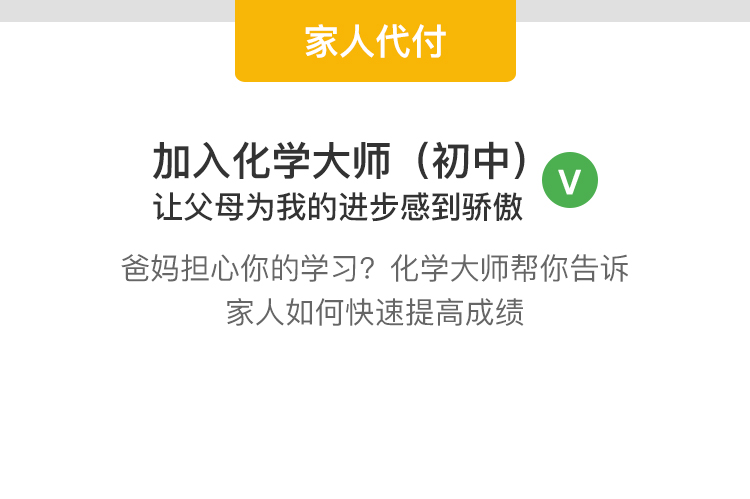 家人代付
加入化学大师（初中）
V
让父母为我的进步感到骄傲
爸妈担心你的学习？化学大师帮你告诉
家人如何快速提高成绩